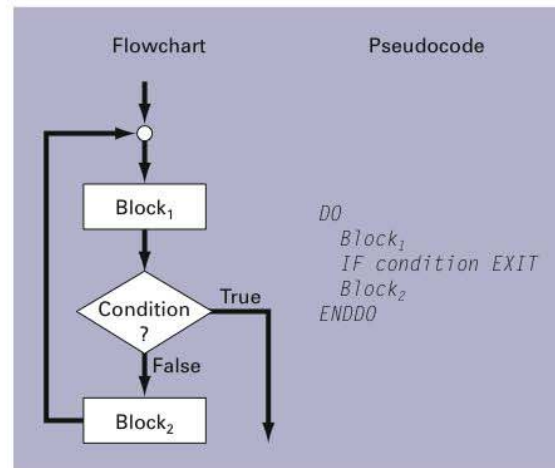 Flowchart
Block₁
Condition
?
True
False
Block₂
Pseudocode
DO
Block₁
IF condition EXIT
Block₂
ENDDO